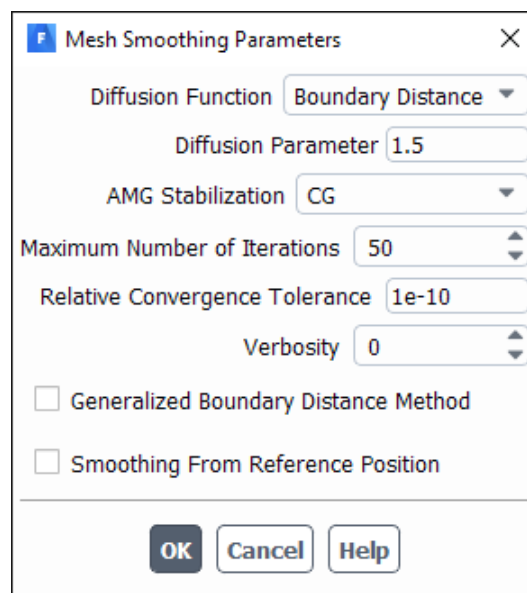 F Mesh Smoothing Parameters
Diffusion Function Boundary Distance
Diffusion Parameter 1.5
AMG Stabilization CG
Maximum Number of Iterations 50
Relative Convergence Tolerance 1e-10
Verbosity 0
Generalized Boundary Distance Method
Smoothing From Reference Position
OK Cancel Help